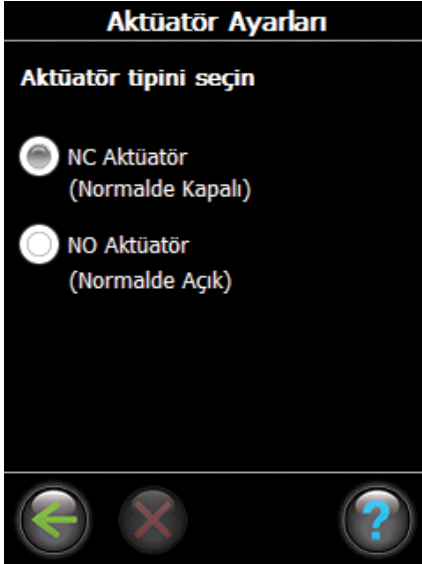 Aktüatör Ayarları
Aktüatör tipini seçin
NC Aktüatör
(Normalde Kapalı)
NO Aktüatör
(Normalde Açık)
?